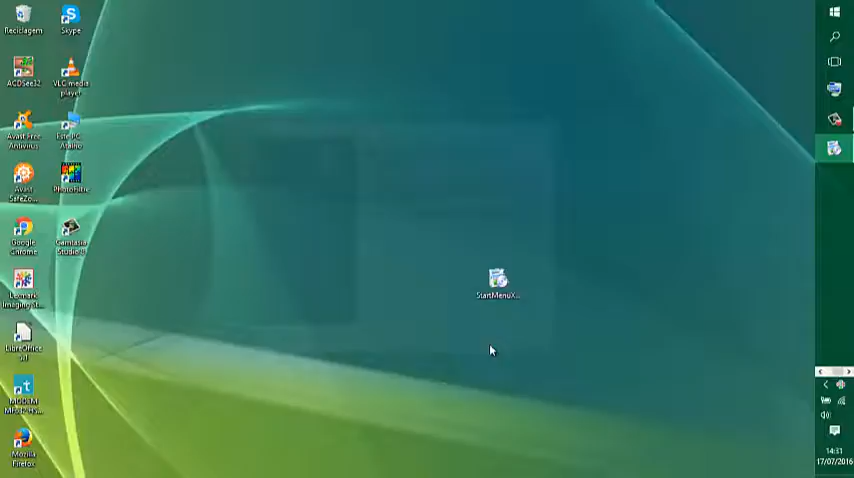 Reciclagem
Skype
ACDSee32
VLC media
player
Avast Free
Antivirus
Este PC -
Atalho
Avast
SafeZo...
PhotoFiltre
Google
Chrome
Camtasia
Studio 8
Lexmark
Imaging St...
StartMenuX...
LibreOffice
MODEM
Mozilla
Firefox
14:31
17/07/2016